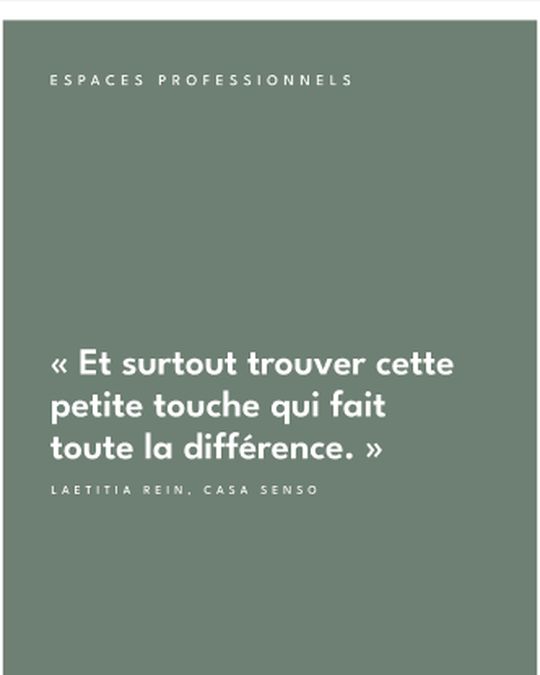 ESPACES PROFESSIONNELS
« Et surtout trouver cette
petite touche qui fait
toute la différence. »
LAETITIA REIN, CASA SENSO